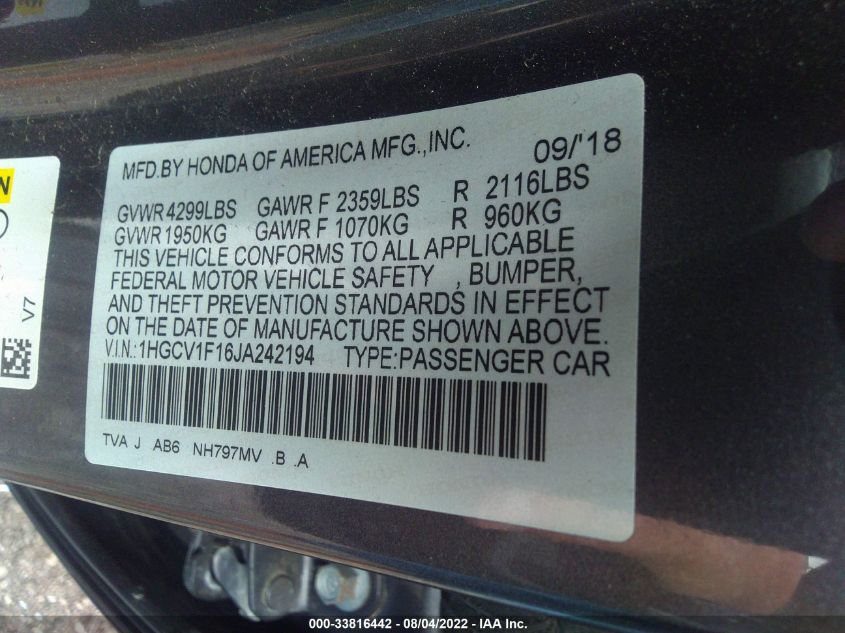 MFD.BY HONDA OF AMERICA MFG.,INC. 09/'18
GVWR 4299LBS GAWR F 2359LBS R 2116LBS
GVWR 1950KG GAWR F 1070KG R 960KG
THIS VEHICLE CONFORMS TO ALL APPLICABLE
FEDERAL MOTOR VEHICLE SAFETY , BUMPER,
AND THEFT PREVENTION STANDARDS IN EFFECT
ON THE DATE OF MANUFACTURE SHOWN ABOVE.
V.I.N.:1HGCV1F16JA242194 TYPE:PASSENGER CAR
TVA J AB6 NH797MV .B .A
N
V7
000-33816442 - 08/04/2022 - IAA Inc.